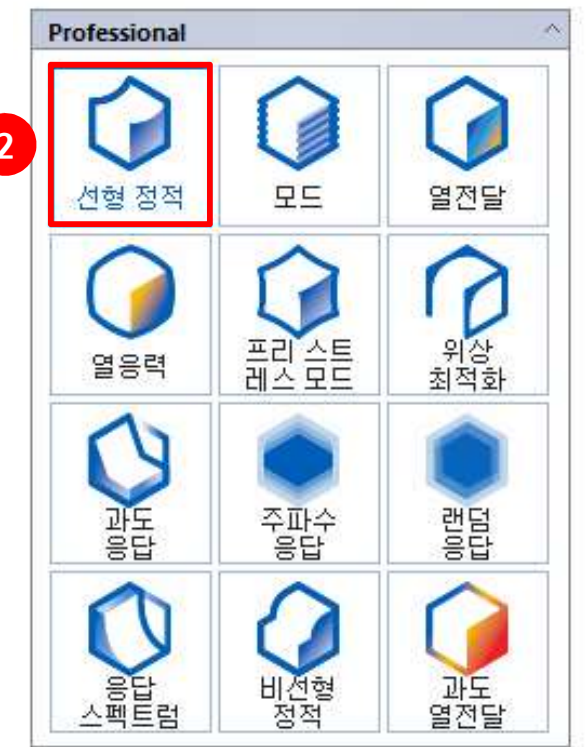 Professional
2
선형 정적
모드
열전달
열응력
프리 스트
레스 모드
위상
최적화
과도
응답
주파수
응답
랜덤
응답
응답
스펙트럼
비선형
정적
과도
열전달